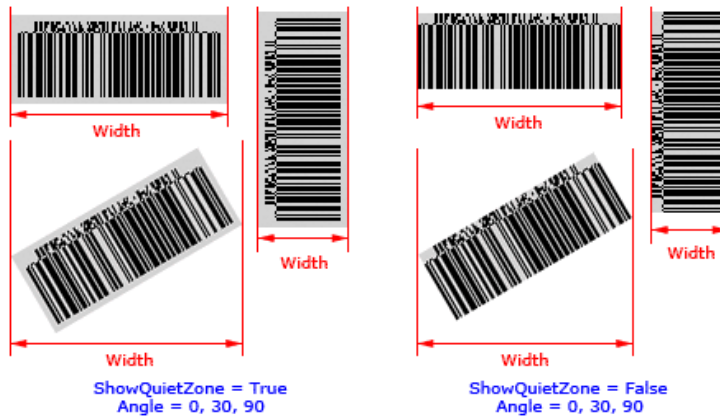 Width
Width
Width
Width
Width
Width
ShowQuietZone = True
Angle = 0, 30, 90
ShowQuietZone = False
Angle = 0, 30, 90